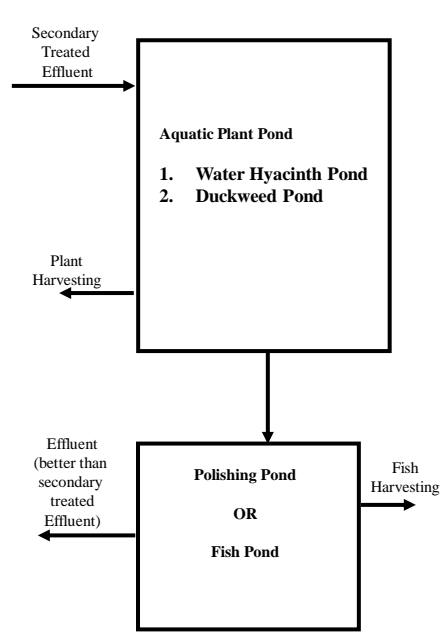 Secondary
Treated
Effluent
Aquatic Plant Pond
1. Water Hyacinth Pond
2. Duckweed Pond
Plant
Harvesting
Effluent
(better than
secondary
treated
Effluent)
Polishing Pond
OR
Fish Pond
Fish
Harvesting